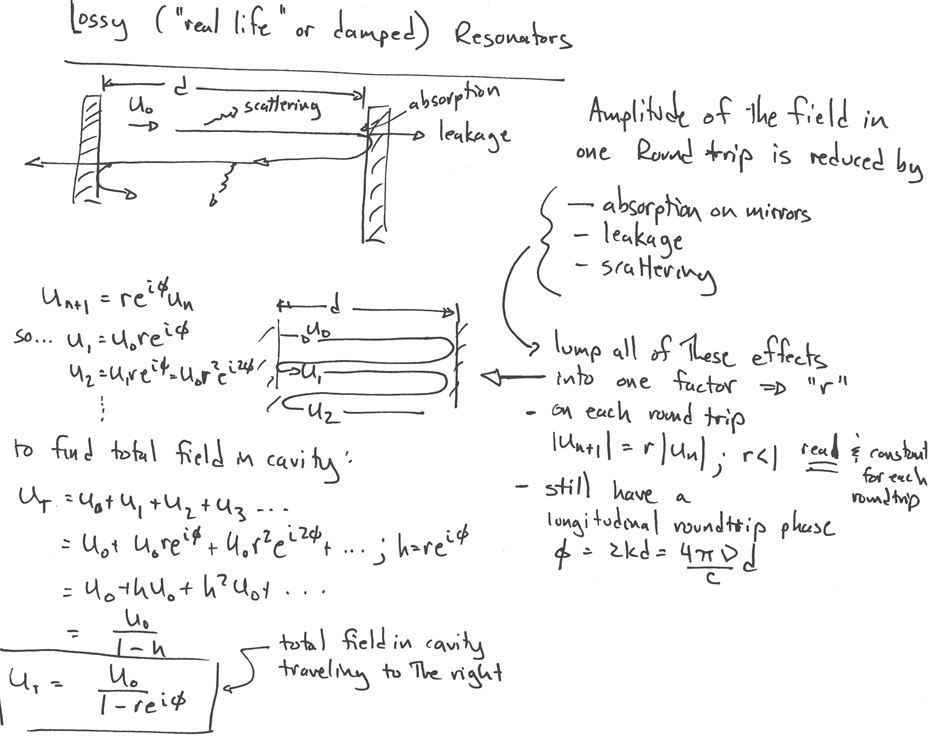 Lossy ("real life" or damped) Resonators
d
U₀
scattering
absorption
leakage
Amplitude of the field in
one Round trip is reduced by
— absorption on mirrors
- leakage
- scattering
lump all of These effects
into one factor ⇒ "r"
- on each round trip
|Uₙ₊₁| = r|Uₙ| ; r<1 real & constant
for each
roundtrip
- still have a
longitudinal roundtrip phase
φ = 2kd = 4πν/c d
Uₙ₊₁ = re^{iφ}Uₙ
so... U₁ = U₀re^{iφ}
U₂ = U₁re^{iφ} = U₀r²e^{i2φ}
⋮
d
U₀
U₁
U₂
to find total field in cavity:
U_T = U₀ + U₁ + U₂ + U₃ ...
= U₀ + U₀re^{iφ} + U₀r²e^{i2φ} + ... ; h = re^{iφ}
= U₀ + hU₀ + h²U₀ + ...
= U₀/(1 - h)
U_T = U₀/(1 - re^{iφ})
total field in cavity
traveling to The right